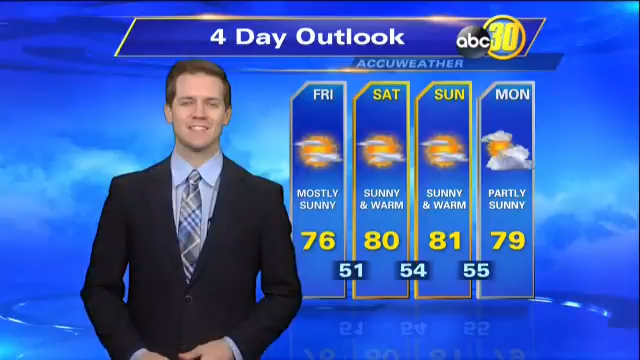 4 Day Outlook
abc 30
ACCUWEATHER
FRI SAT SUN MON
MOSTLY SUNNY SUNNY PARTLY
SUNNY & WARM & WARM SUNNY
76 80 81 79
51 54 55